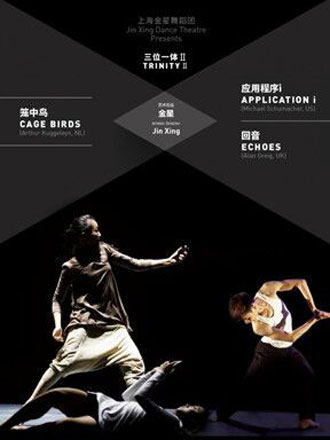 上海金星舞蹈团
Jin Xing Dance Theatre
Presents
三位一体 II
TRINITY II
应用程序i
APPLICATION i
(Michael Schumacher, US)
笼中鸟
CAGE BIRDS
(Arthur Kuggeleyn, NL)
艺术总监
金星
Artistic Director
Jin Xing
回音
ECHOES
(Alan Greig, UK)